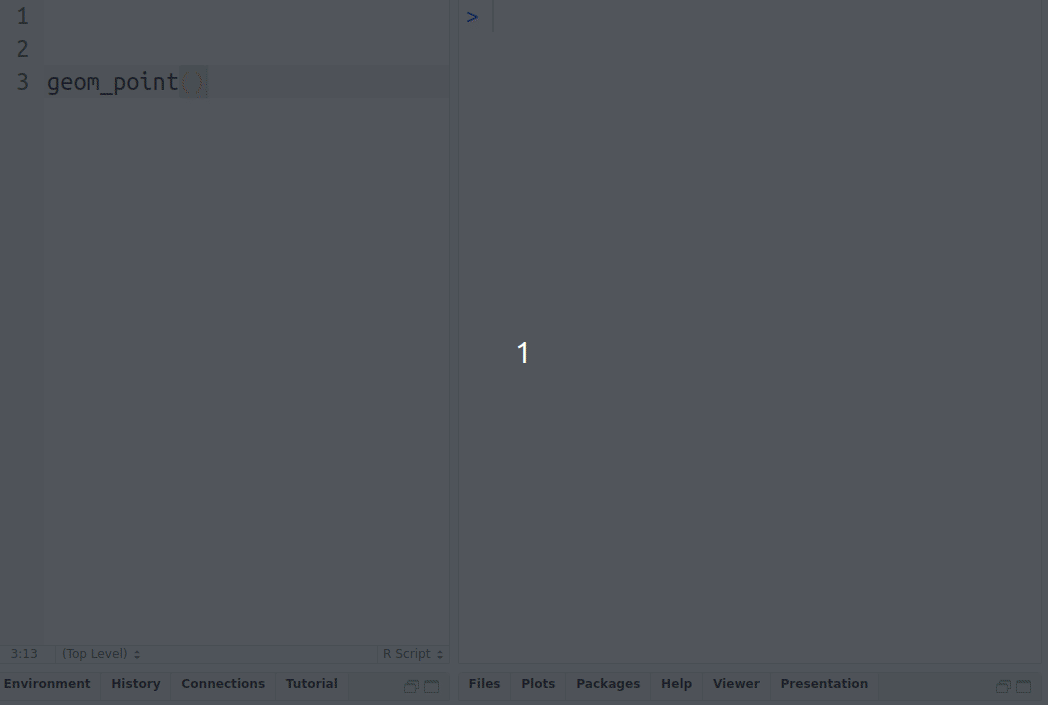 1
2
3 geom_point()
>
1
3:13 (Top Level) R Script
Environment History Connections Tutorial
Files Plots Packages Help Viewer Presentation